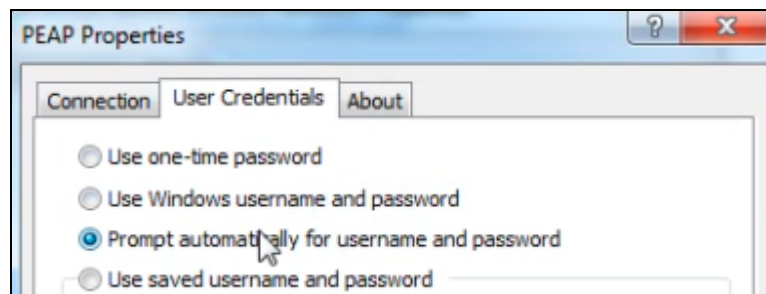 PEAP Properties
Connection User Credentials About
Use one-time password
Use Windows username and password
Prompt automatically for username and password
Use saved username and password